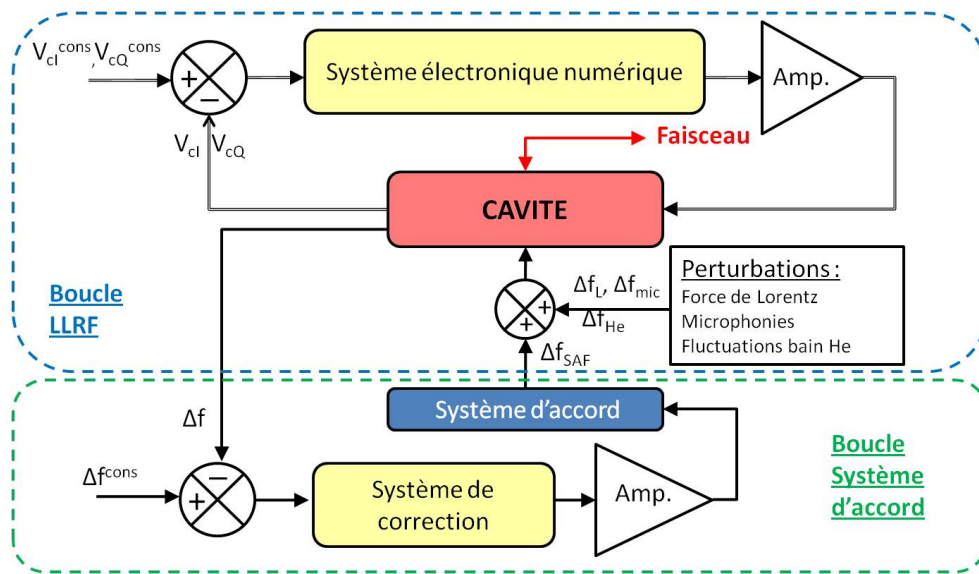 V_cI^cons,V_cQ^cons
+
−
Système électronique numérique
Amp.
V_cI V_cQ
Faisceau
CAVITE
Boucle
LLRF
Δf_L, Δf_mic
Δf_He
+
+
Δf_SAF
Perturbations :
Force de Lorentz
Microphonies
Fluctuations bain He
Système d’accord
Δf
Δf^cons
−
+
Système de
correction
Amp.
Boucle
Système
d’accord